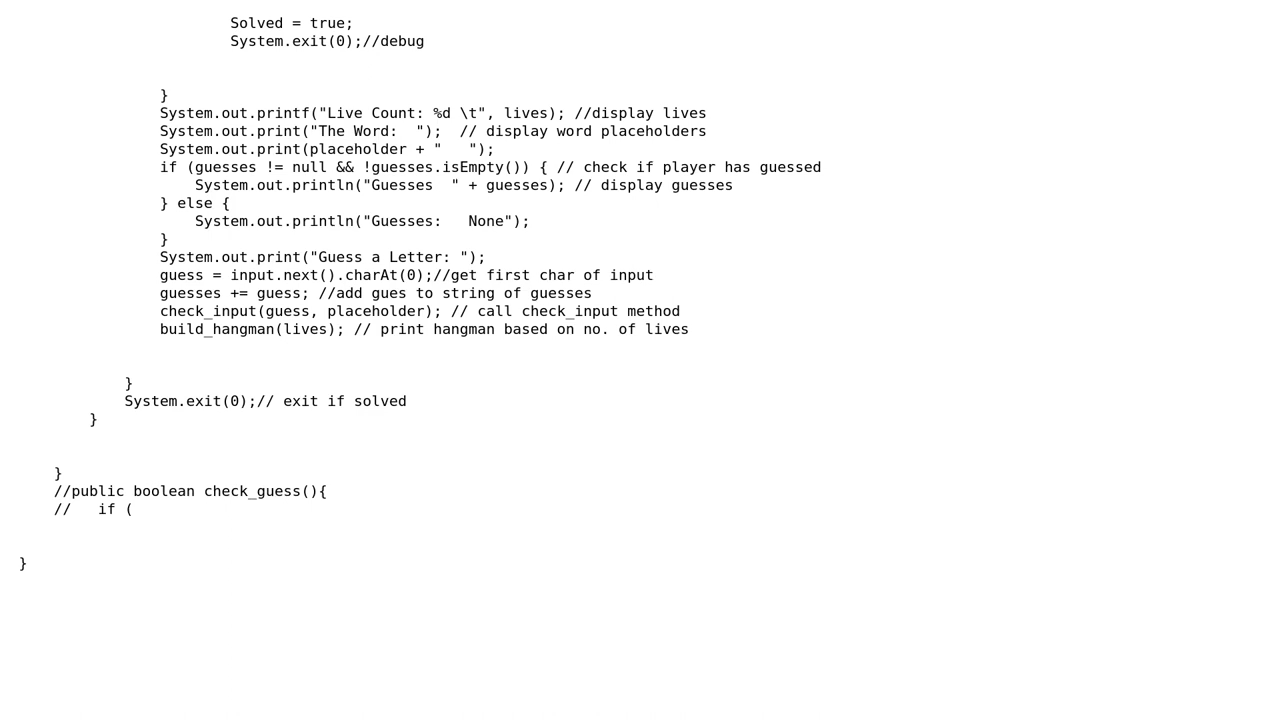 Solved = true;
System.exit(0);//debug
}
System.out.printf("Live Count: %d \t", lives); //display lives
System.out.print("The Word:  ");  // display word placeholders
System.out.print(placeholder + "   ");
if (guesses != null && !guesses.isEmpty()) { // check if player has guessed
System.out.println("Guesses  " + guesses); // display guesses
} else {
System.out.println("Guesses:   None");
}
System.out.print("Guess a Letter: ");
guess = input.next().charAt(0);//get first char of input
guesses += guess; //add gues to string of guesses
check_input(guess, placeholder); // call check_input method
build_hangman(lives); // print hangman based on no. of lives
}
System.exit(0);// exit if solved
}
}
//public boolean check_guess(){
//   if (
}